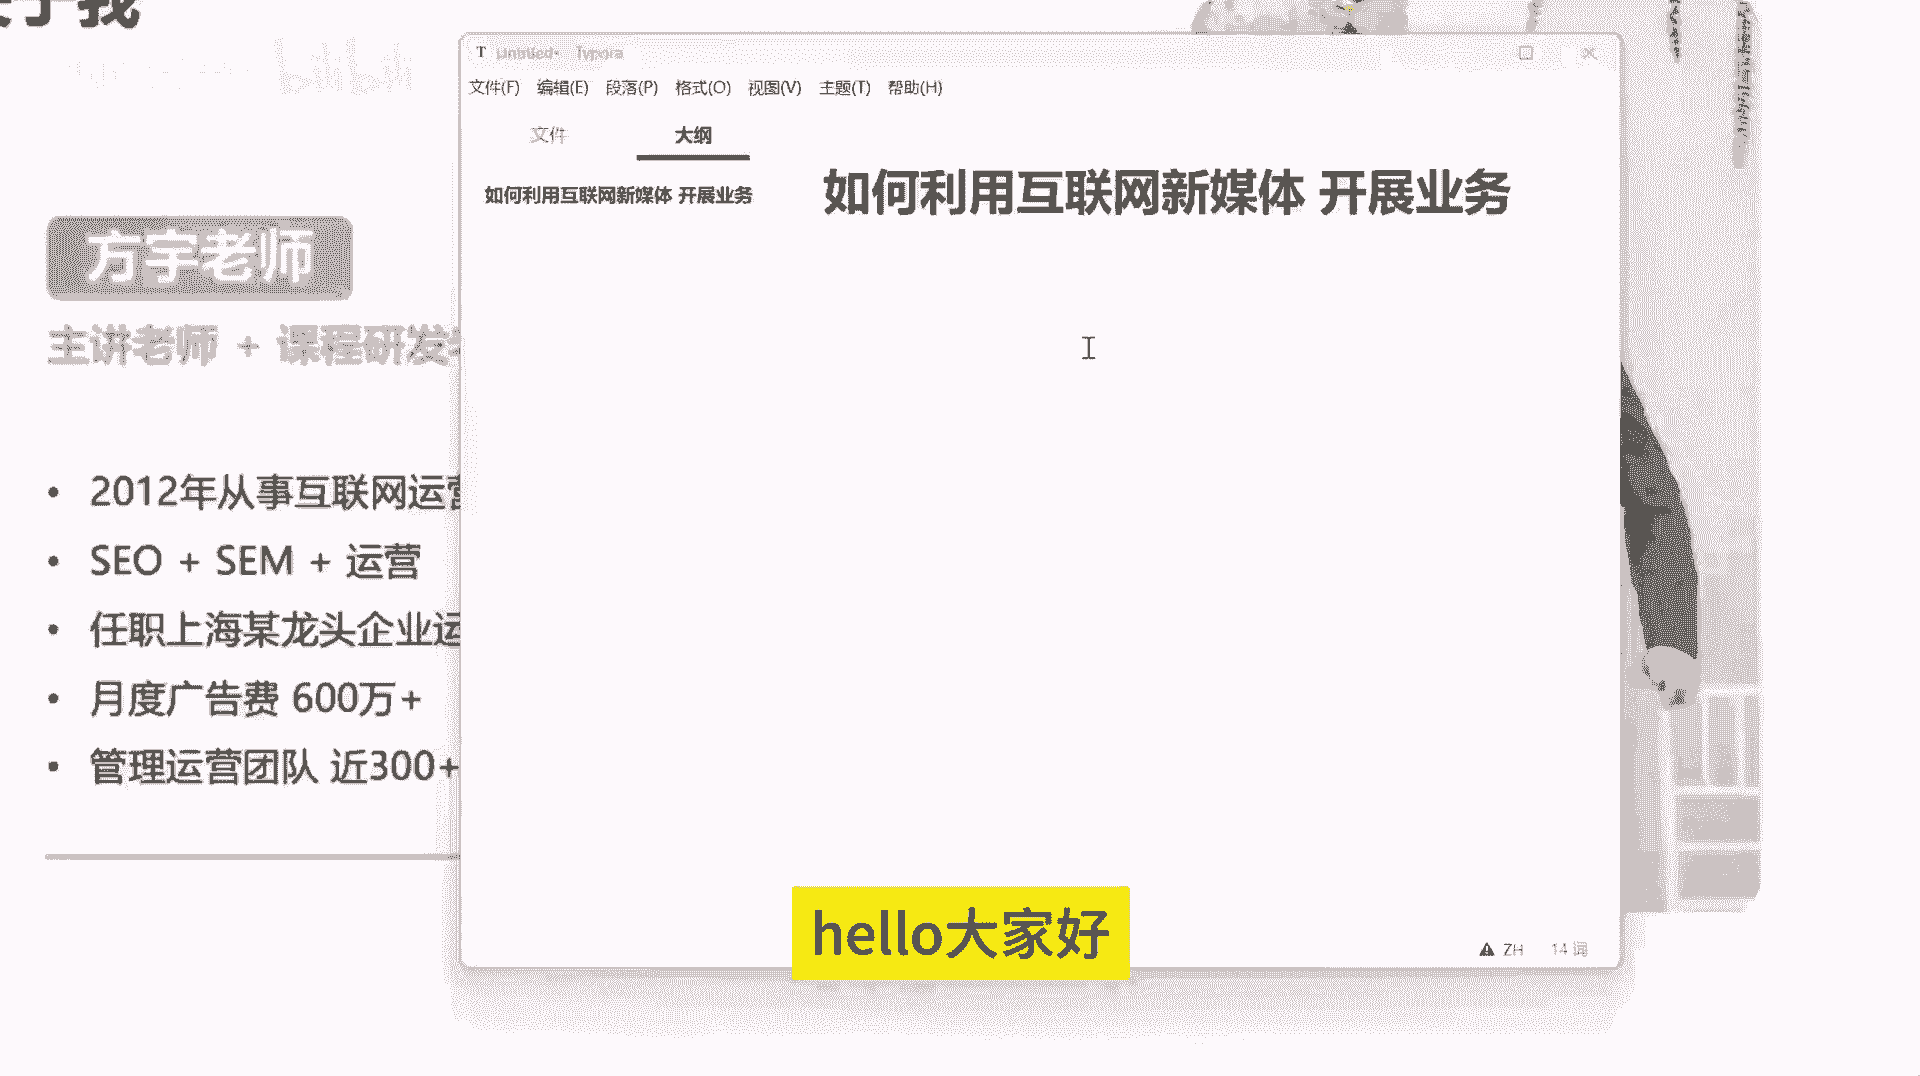 于我
bilibili
T Untitled• Typora
文件(F) 编辑(E) 段落(P) 格式(O) 视图(V) 主题(T) 帮助(H)
文件 大纲
如何利用互联网新媒体 开展业务
如何利用互联网新媒体 开展业务
方宇老师
主讲老师 + 课程研发
• 2012年从事互联网运营
• SEO + SEM + 运营
• 任职上海某龙头企业运
• 月度广告费 600万+
• 管理运营团队 近300+
hello大家好
ZH 14 词